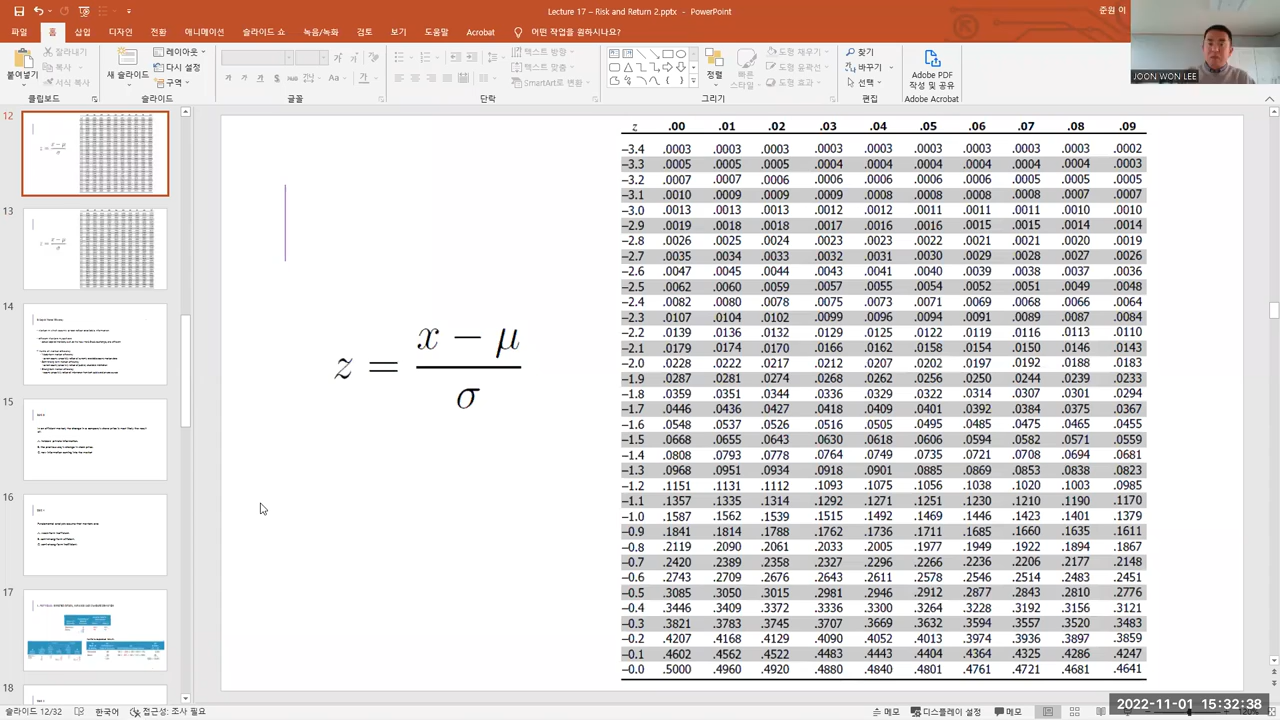 Lecture 17 – Risk and Return 2.pptx - PowerPoint
준원 이
파일 홈 삽입 디자인 전환 애니메이션 슬라이드 쇼 녹음/녹화 검토 보기 도움말 Acrobat 어떤 작업을 원하시나요?
붙여넣기
잘라내기
복사
서식 복사
클립보드
새 슬라이드
레이아웃
다시 설정
구역
슬라이드
글꼴
텍스트 방향
텍스트 맞춤
SmartArt로 변환
단락
정렬
빠른 스타일
도형 채우기
도형 윤곽선
도형 효과
그리기
찾기
바꾸기
선택
편집
Adobe PDF
작성 및 공유
Adobe Acrobat
JOON WON LEE
12
13
14
15
16
17
18
z = x − μ
σ
z .00 .01 .02 .03 .04 .05 .06 .07 .08 .09
−3.4 .0003 .0003 .0003 .0003 .0003 .0003 .0003 .0003 .0003 .0002
−3.3 .0005 .0005 .0005 .0004 .0004 .0004 .0004 .0004 .0004 .0003
−3.2 .0007 .0007 .0006 .0006 .0006 .0006 .0006 .0005 .0005 .0005
−3.1 .0010 .0009 .0009 .0009 .0008 .0008 .0008 .0008 .0007 .0007
−3.0 .0013 .0013 .0013 .0012 .0012 .0011 .0011 .0011 .0010 .0010
−2.9 .0019 .0018 .0018 .0017 .0016 .0016 .0015 .0015 .0014 .0014
−2.8 .0026 .0025 .0024 .0023 .0023 .0022 .0021 .0021 .0020 .0019
−2.7 .0035 .0034 .0033 .0032 .0031 .0030 .0029 .0028 .0027 .0026
−2.6 .0047 .0045 .0044 .0043 .0041 .0040 .0039 .0038 .0037 .0036
−2.5 .0062 .0060 .0059 .0057 .0055 .0054 .0052 .0051 .0049 .0048
−2.4 .0082 .0080 .0078 .0075 .0073 .0071 .0069 .0068 .0066 .0064
−2.3 .0107 .0104 .0102 .0099 .0096 .0094 .0091 .0089 .0087 .0084
−2.2 .0139 .0136 .0132 .0129 .0125 .0122 .0119 .0116 .0113 .0110
−2.1 .0179 .0174 .0170 .0166 .0162 .0158 .0154 .0150 .0146 .0143
−2.0 .0228 .0222 .0217 .0212 .0207 .0202 .0197 .0192 .0188 .0183
−1.9 .0287 .0281 .0274 .0268 .0262 .0256 .0250 .0244 .0239 .0233
−1.8 .0359 .0351 .0344 .0336 .0329 .0322 .0314 .0307 .0301 .0294
−1.7 .0446 .0436 .0427 .0418 .0409 .0401 .0392 .0384 .0375 .0367
−1.6 .0548 .0537 .0526 .0516 .0505 .0495 .0485 .0475 .0465 .0455
−1.5 .0668 .0655 .0643 .0630 .0618 .0606 .0594 .0582 .0571 .0559
−1.4 .0808 .0793 .0778 .0764 .0749 .0735 .0721 .0708 .0694 .0681
−1.3 .0968 .0951 .0934 .0918 .0901 .0885 .0869 .0853 .0838 .0823
−1.2 .1151 .1131 .1112 .1093 .1075 .1056 .1038 .1020 .1003 .0985
−1.1 .1357 .1335 .1314 .1292 .1271 .1251 .1230 .1210 .1190 .1170
−1.0 .1587 .1562 .1539 .1515 .1492 .1469 .1446 .1423 .1401 .1379
−0.9 .1841 .1814 .1788 .1762 .1736 .1711 .1685 .1660 .1635 .1611
−0.8 .2119 .2090 .2061 .2033 .2005 .1977 .1949 .1922 .1894 .1867
−0.7 .2420 .2389 .2358 .2327 .2296 .2266 .2236 .2206 .2177 .2148
−0.6 .2743 .2709 .2676 .2643 .2611 .2578 .2546 .2514 .2483 .2451
−0.5 .3085 .3050 .3015 .2981 .2946 .2912 .2877 .2843 .2810 .2776
−0.4 .3446 .3409 .3372 .3336 .3300 .3264 .3228 .3192 .3156 .3121
−0.3 .3821 .3783 .3745 .3707 .3669 .3632 .3594 .3557 .3520 .3483
−0.2 .4207 .4168 .4129 .4090 .4052 .4013 .3974 .3936 .3897 .3859
−0.1 .4602 .4562 .4522 .4483 .4443 .4404 .4364 .4325 .4286 .4247
−0.0 .5000 .4960 .4920 .4880 .4840 .4801 .4761 .4721 .4681 .4641
슬라이드 12/32 한국어 접근성: 조사 필요 메모 디스플레이 설정 메모
2022-11-01 15:32:38